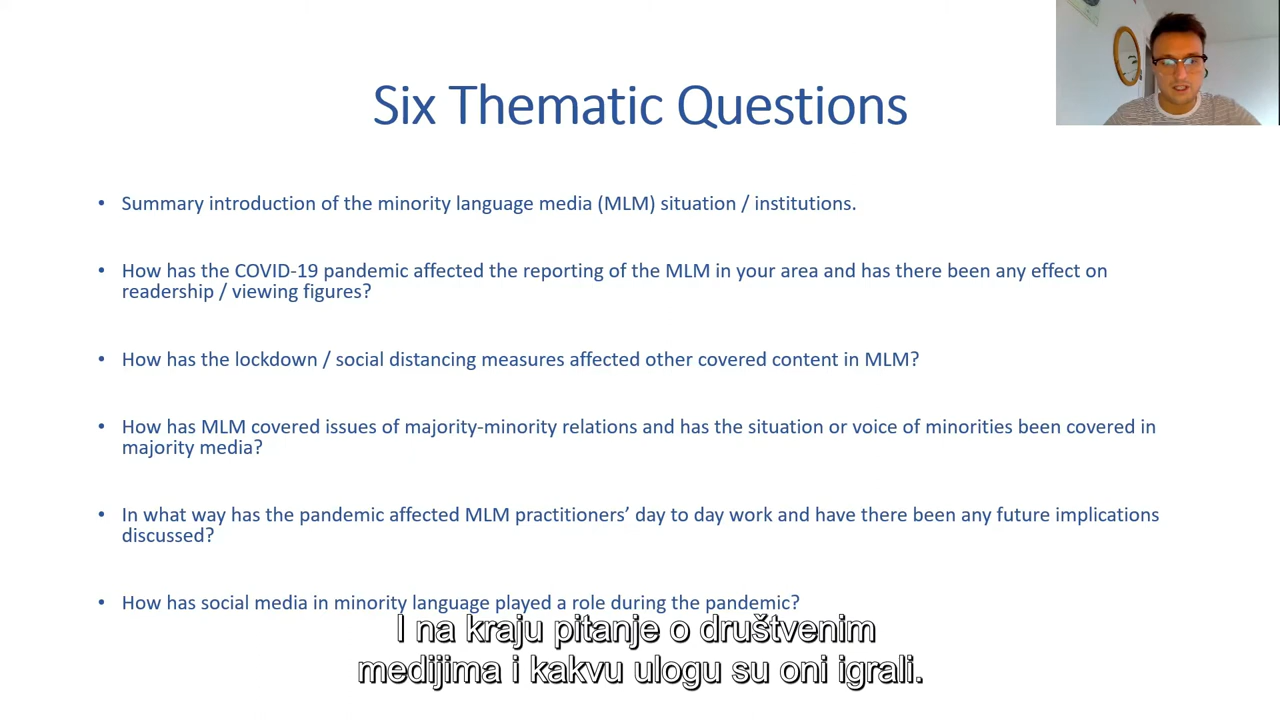 Six Thematic Questions
• Summary introduction of the minority language media (MLM) situation / institutions.
• How has the COVID-19 pandemic affected the reporting of the MLM in your area and has there been any effect on
readership / viewing figures?
• How has the lockdown / social distancing measures affected other covered content in MLM?
• How has MLM covered issues of majority-minority relations and has the situation or voice of minorities been covered in
majority media?
• In what way has the pandemic affected MLM practitioners’ day to day work and have there been any future implications
discussed?
• How has social media in minority language played a role during the pandemic?
I na kraju pitanje o društvenim
medijima i kakvu ulogu su oni igrali.